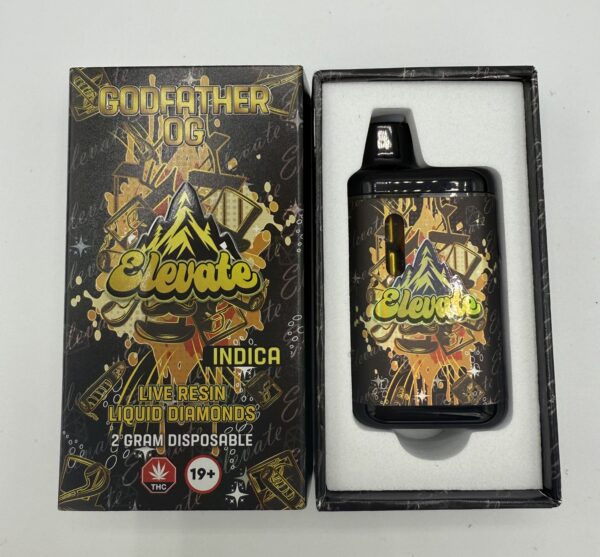 GODFATHER
OG
Elevate
INDICA
LIVE RESIN
LIQUID DIAMONDS
2 GRAM DISPOSABLE
THC
19+
Elevate